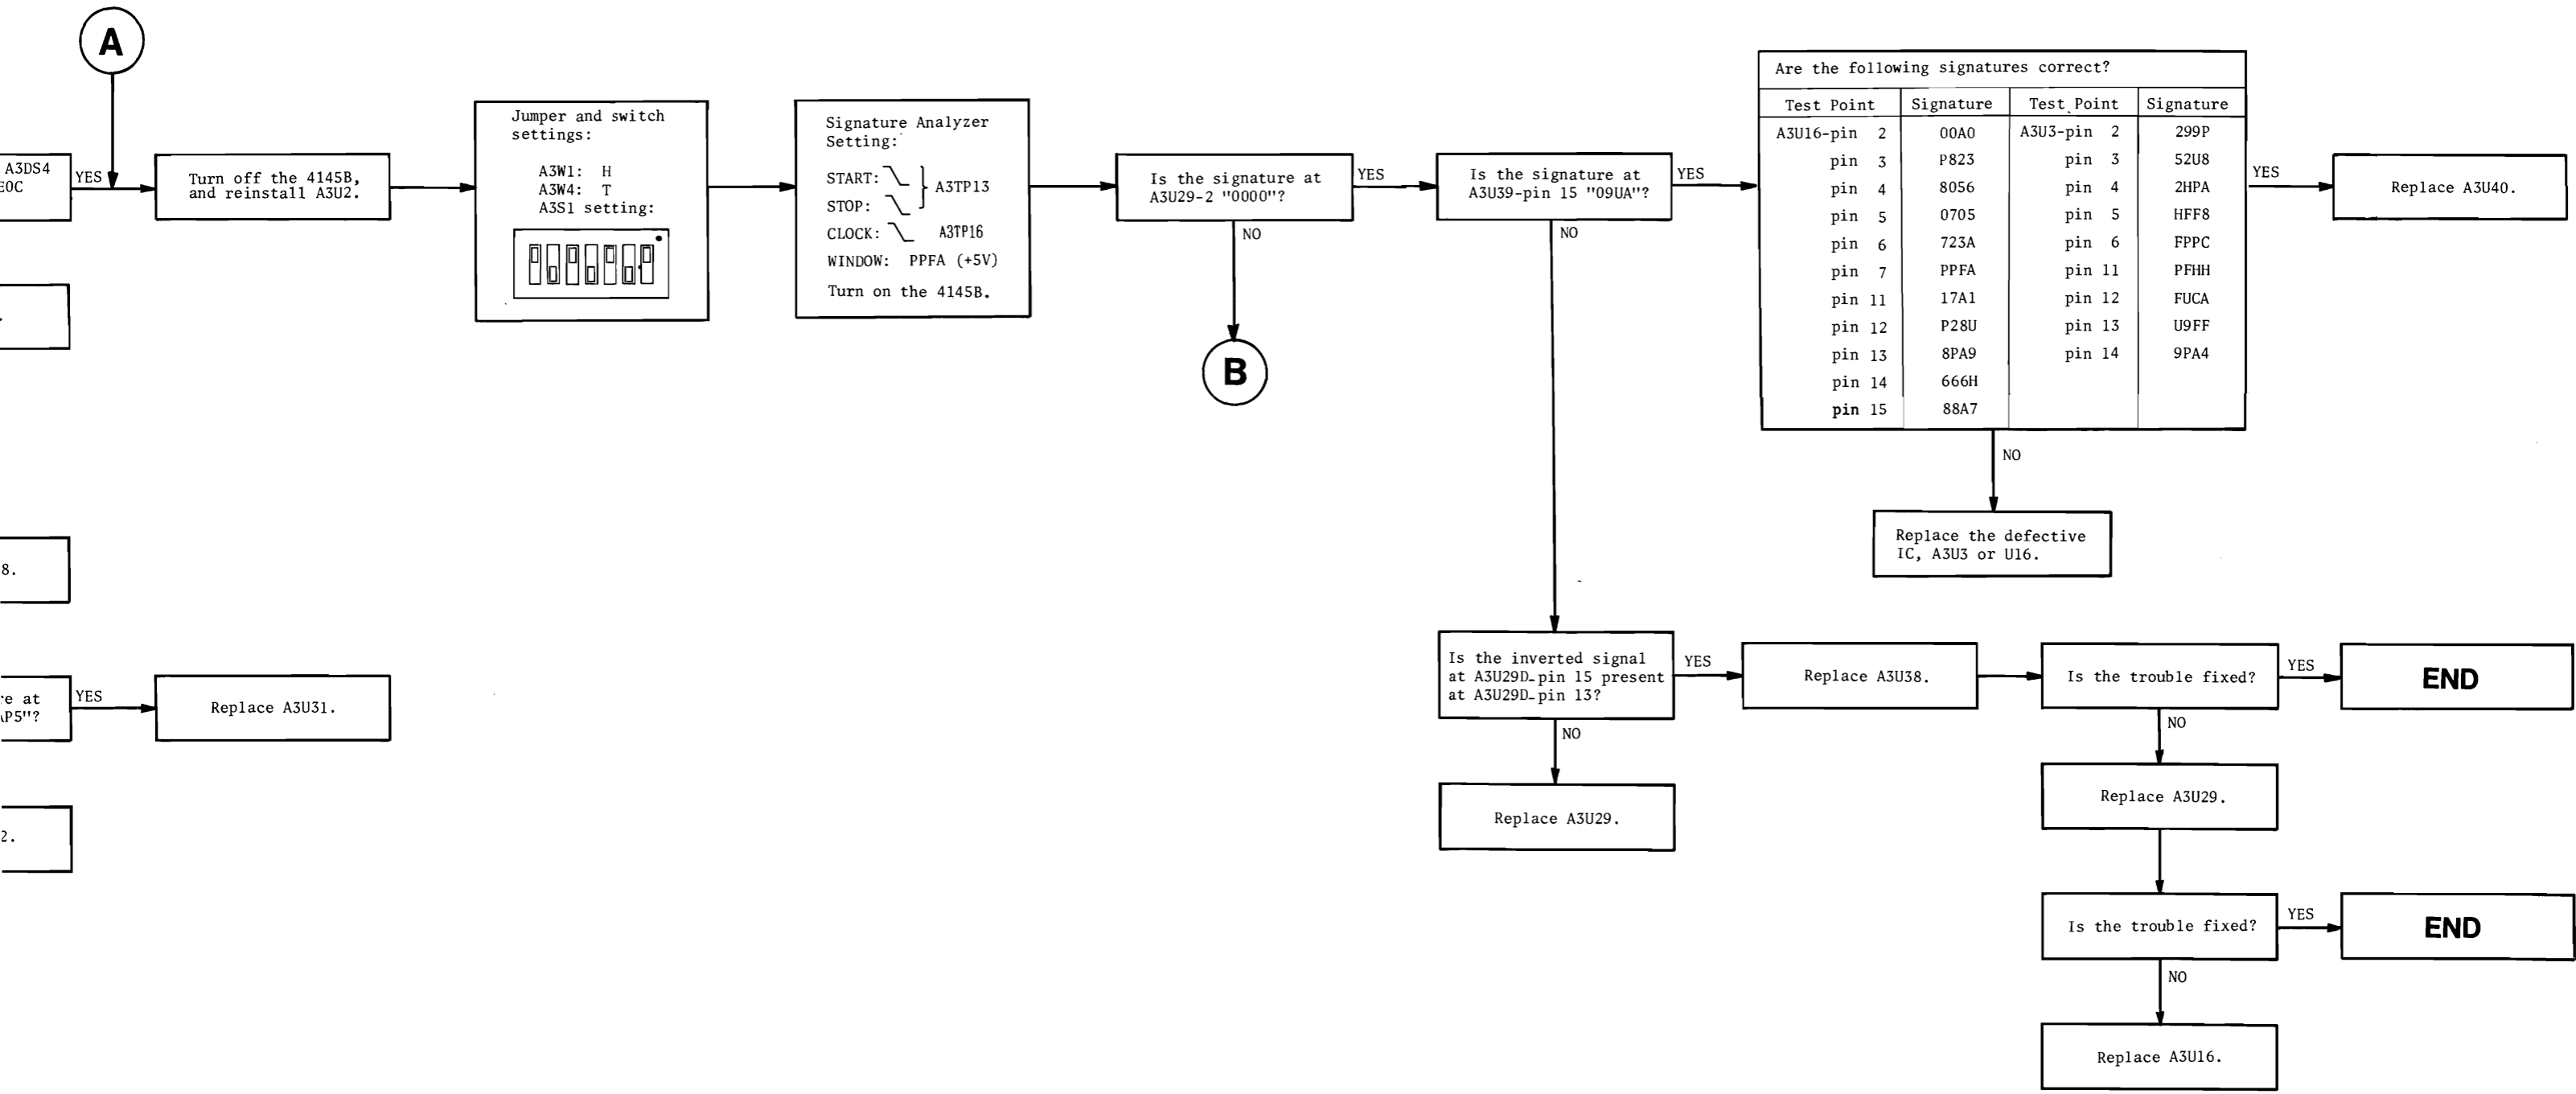 A
A3DS4
E0C
YES
Turn off the 4145B,
and reinstall A3U2.
Jumper and switch
settings:
A3W1: H
A3W4: T
A3S1 setting:
Signature Analyzer
Setting:
START:
A3TP13
STOP:
CLOCK: A3TP16
WINDOW: PPFA (+5V)
Turn on the 4145B.
Is the signature at
A3U29-2 "0000"?
YES
NO
B
Is the signature at
A3U39-pin 15 "09UA"?
YES
NO
Are the following signatures correct?
Test Point Signature Test Point Signature
A3U16-pin 2 00A0 A3U3-pin 2 299P
pin 3 P823 pin 3 52U8
pin 4 8056 pin 4 2HPA
pin 5 0705 pin 5 HFF8
pin 6 723A pin 6 FPPC
pin 7 PPFA pin 11 PFHH
pin 11 17A1 pin 12 FUCA
pin 12 P28U pin 13 U9FF
pin 13 8PA9 pin 14 9PA4
pin 14 666H
pin 15 88A7
YES
Replace A3U40.
NO
Replace the defective
IC, A3U3 or U16.
8.
re at
AP5"?
YES
Replace A3U31.
2.
Is the inverted signal
at A3U29D-pin 15 present
at A3U29D-pin 13?
YES
Replace A3U38.
Is the trouble fixed?
YES
END
NO
NO
Replace A3U29.
Replace A3U29.
Is the trouble fixed?
YES
END
NO
Replace A3U16.